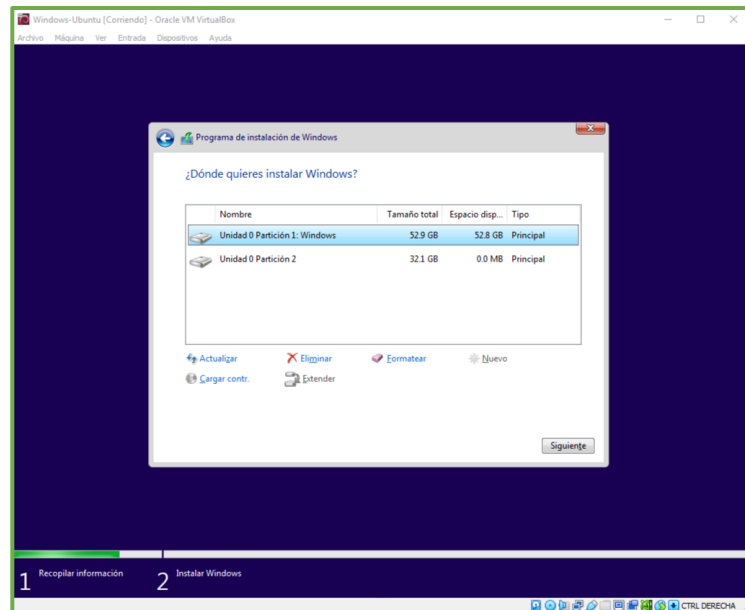 Windows-Ubuntu [Corriendo] - Oracle VM VirtualBox
Archivo Máquina Ver Entrada Dispositivos Ayuda
Programa de instalación de Windows
¿Dónde quieres instalar Windows?
Nombre Tamaño total Espacio disp... Tipo
Unidad 0 Partición 1: Windows 52.9 GB 52.8 GB Principal
Unidad 0 Partición 2 32.1 GB 0.0 MB Principal
Actualizar Eliminar Formatear Nuevo
Cargar contr. Extender
Siguiente
1 Recopilar información 2 Instalar Windows
CTRL DERECHA